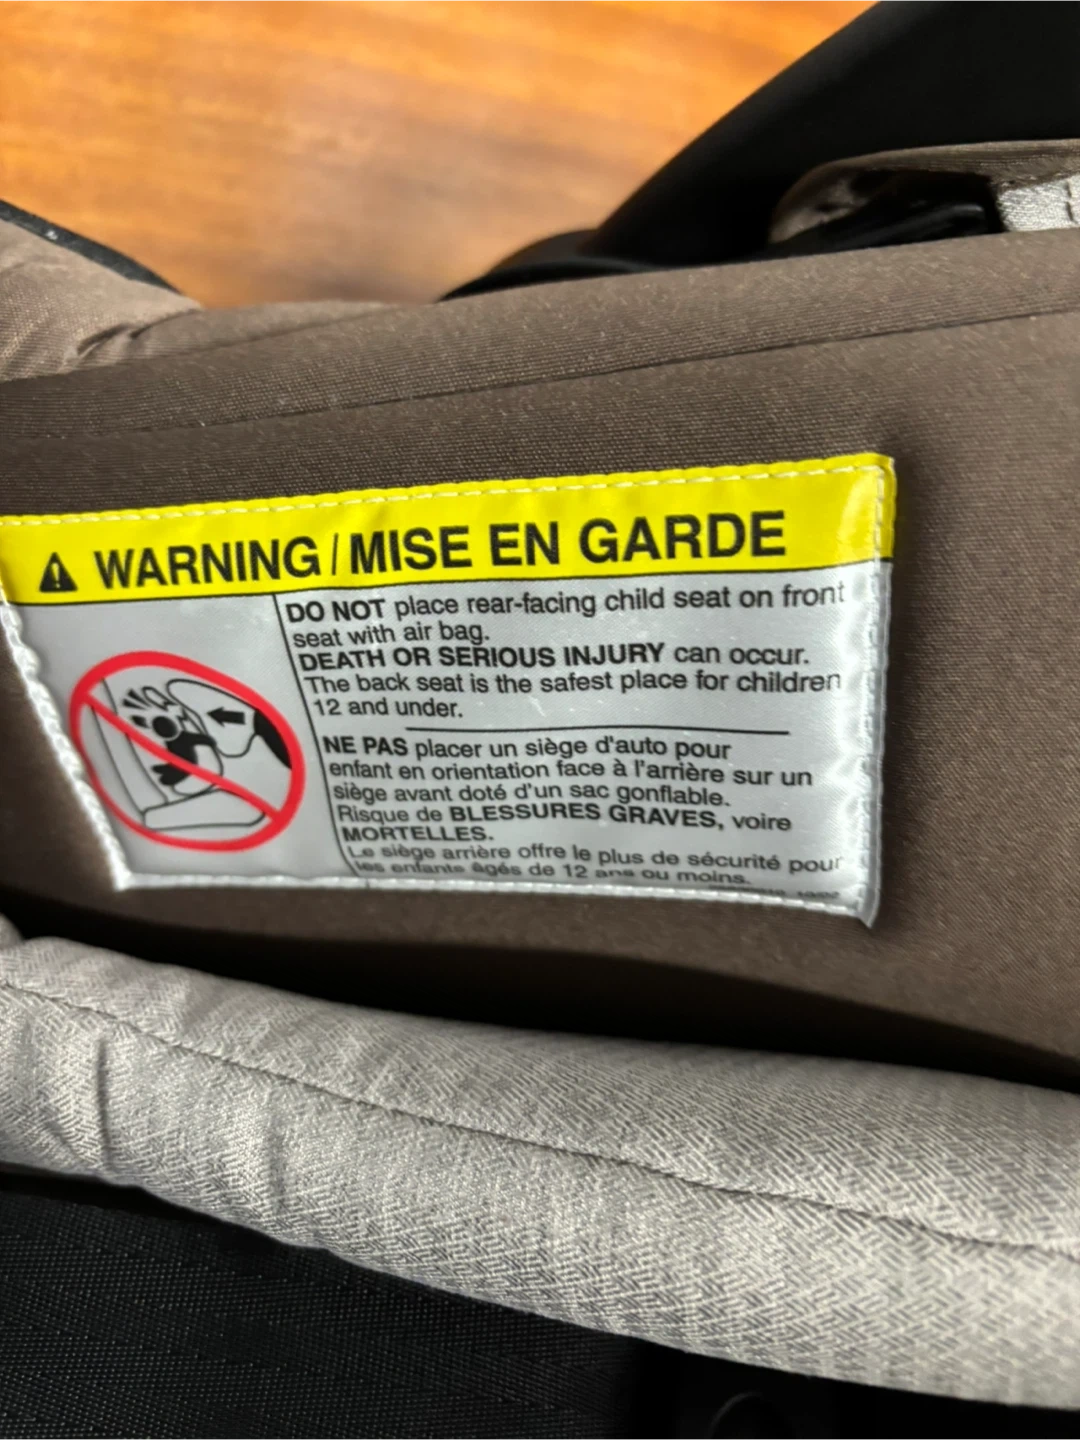 WARNING / MISE EN GARDE
DO NOT place rear-facing child seat on front
seat with air bag.
DEATH OR SERIOUS INJURY can occur.
The back seat is the safest place for children
12 and under.
NE PAS placer un siège d'auto pour
enfant en orientation face à l'arrière sur un
siège avant doté d'un sac gonflable.
Risque de BLESSURES GRAVES, voire
MORTELLES.
Le siège arrière offre le plus de sécurité pour
les enfants âgés de 12 ans ou moins.